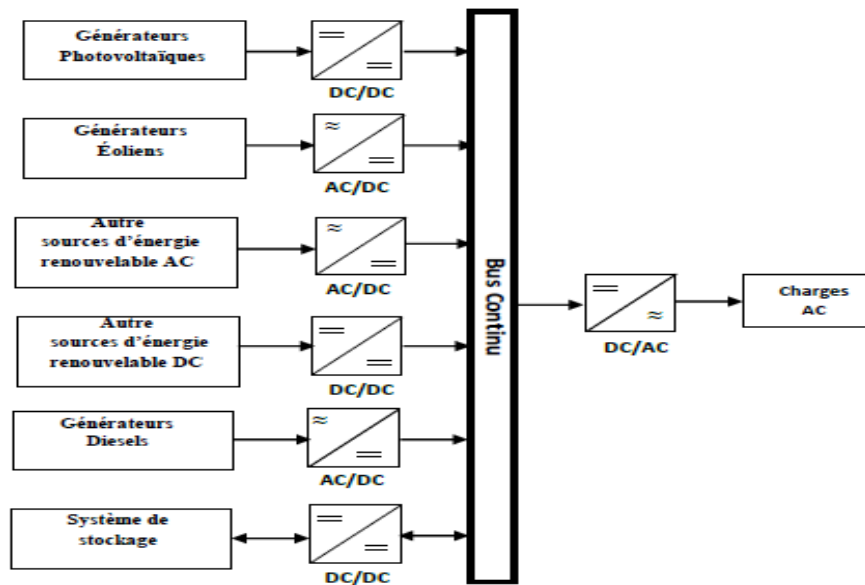 Générateurs
Photovoltaïques
DC/DC
Générateurs
Éoliens
AC/DC
Autre
sources d'énergie
renouvelable AC
AC/DC
Autre
sources d'énergie
renouvelable DC
DC/DC
Générateurs
Diesels
AC/DC
Système de
stockage
DC/DC
Bus Continu
DC/AC
Charges
AC